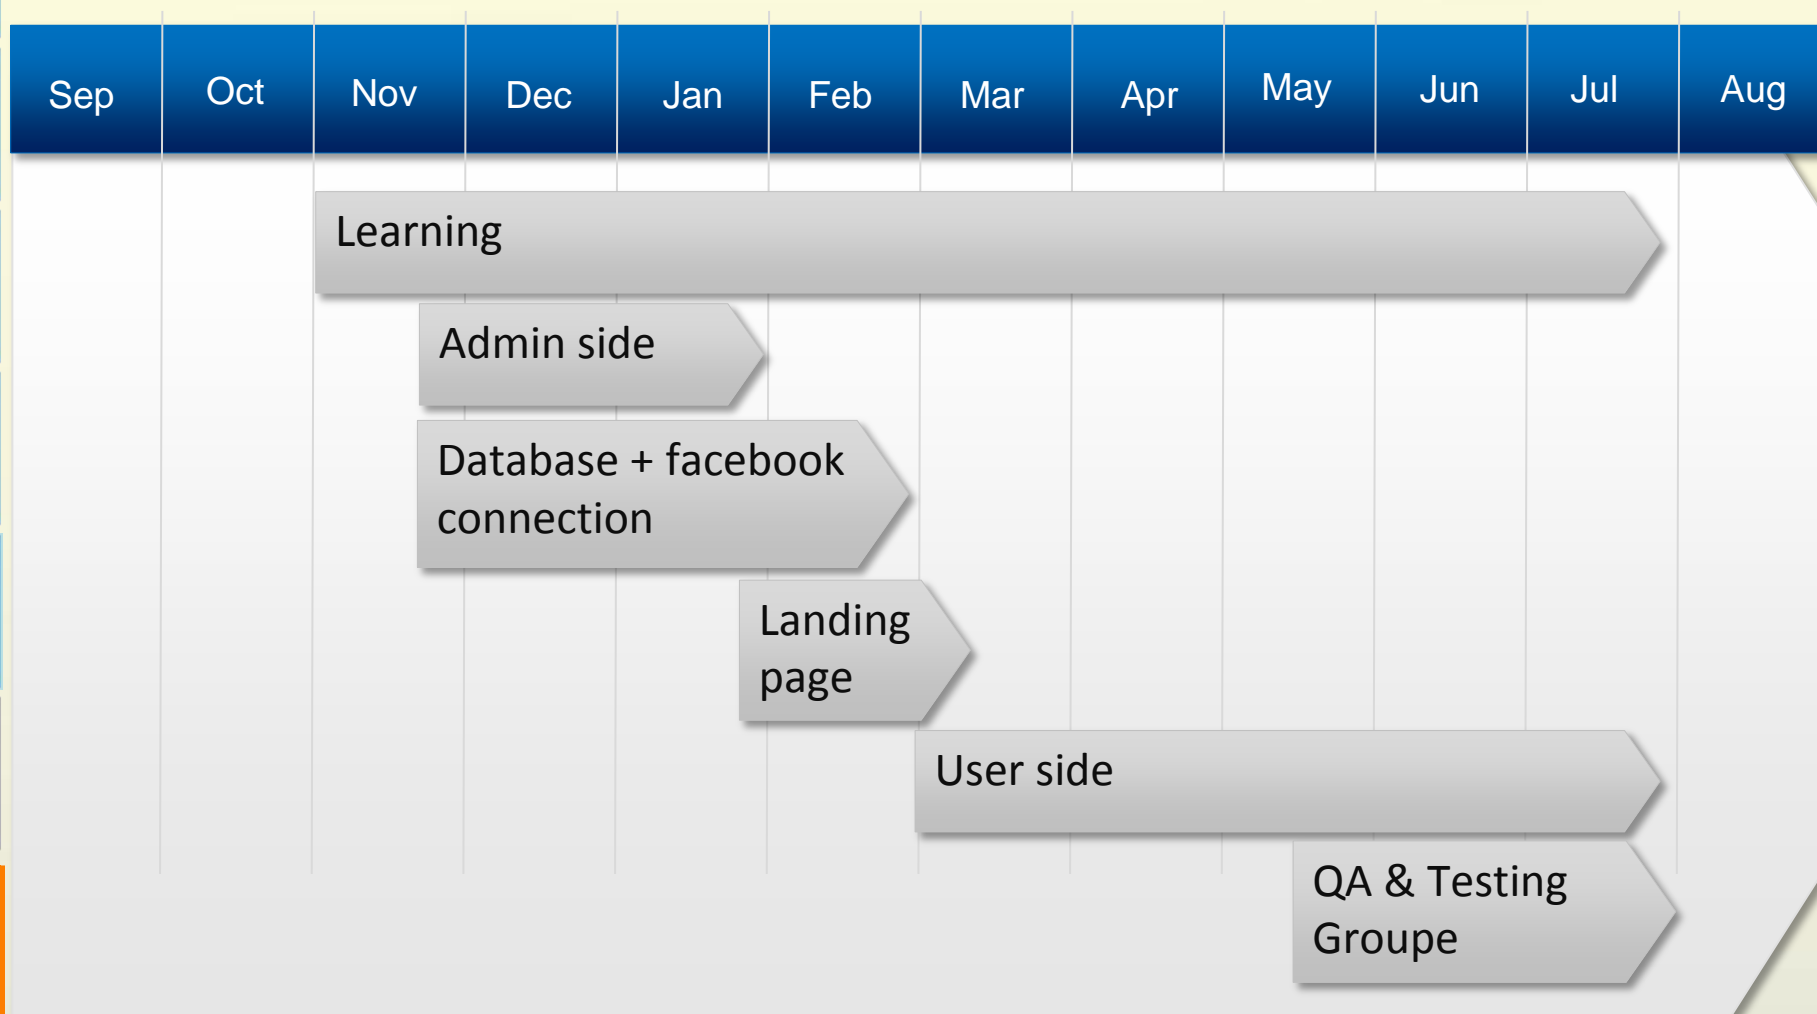 Sep Oct Nov Dec Jan Feb Mar Apr May Jun Jul Aug
Learning
Admin side
Database + facebook
connection
Landing
page
User side
QA & Testing
Groupe